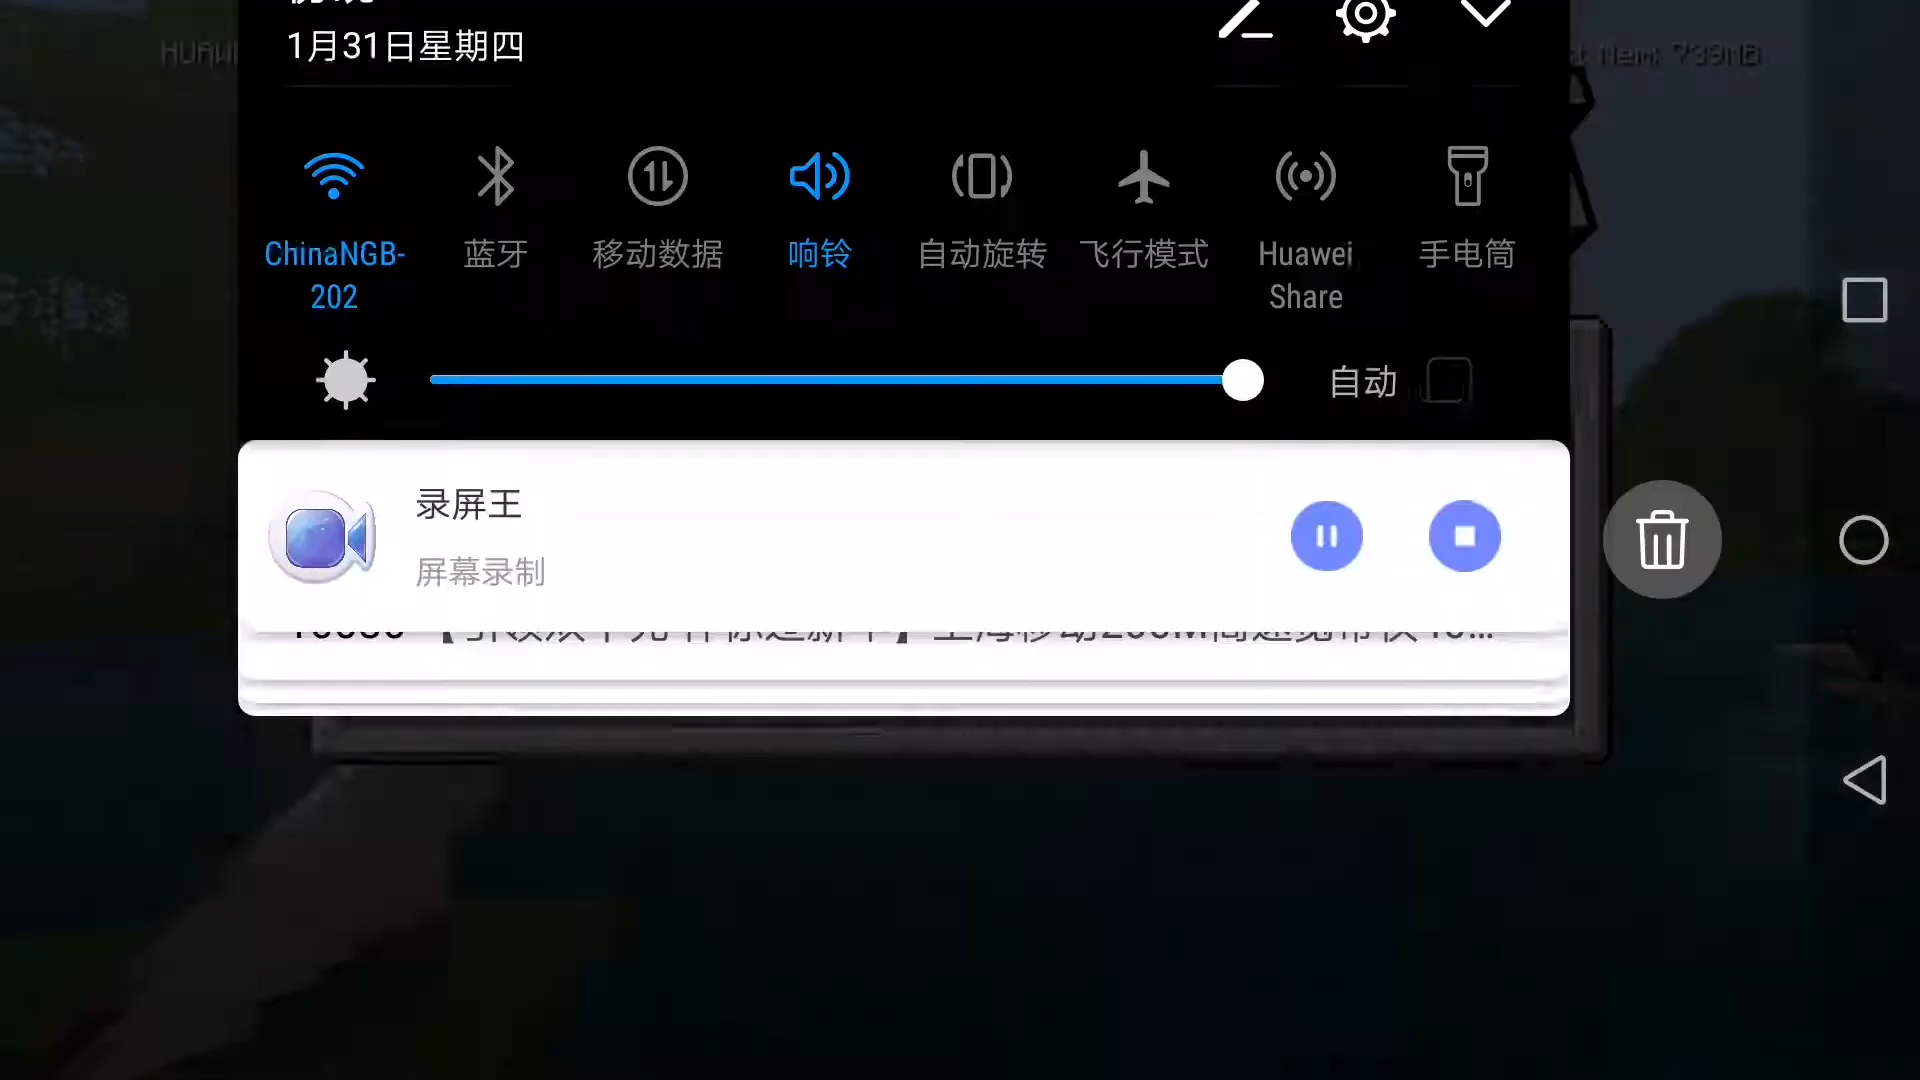 1月31日星期四
ChinaNGB-
202
蓝牙
移动数据
响铃
自动旋转
飞行模式
Huawei
Share
手电筒
自动
录屏王
屏幕录制
Mem: 739MB